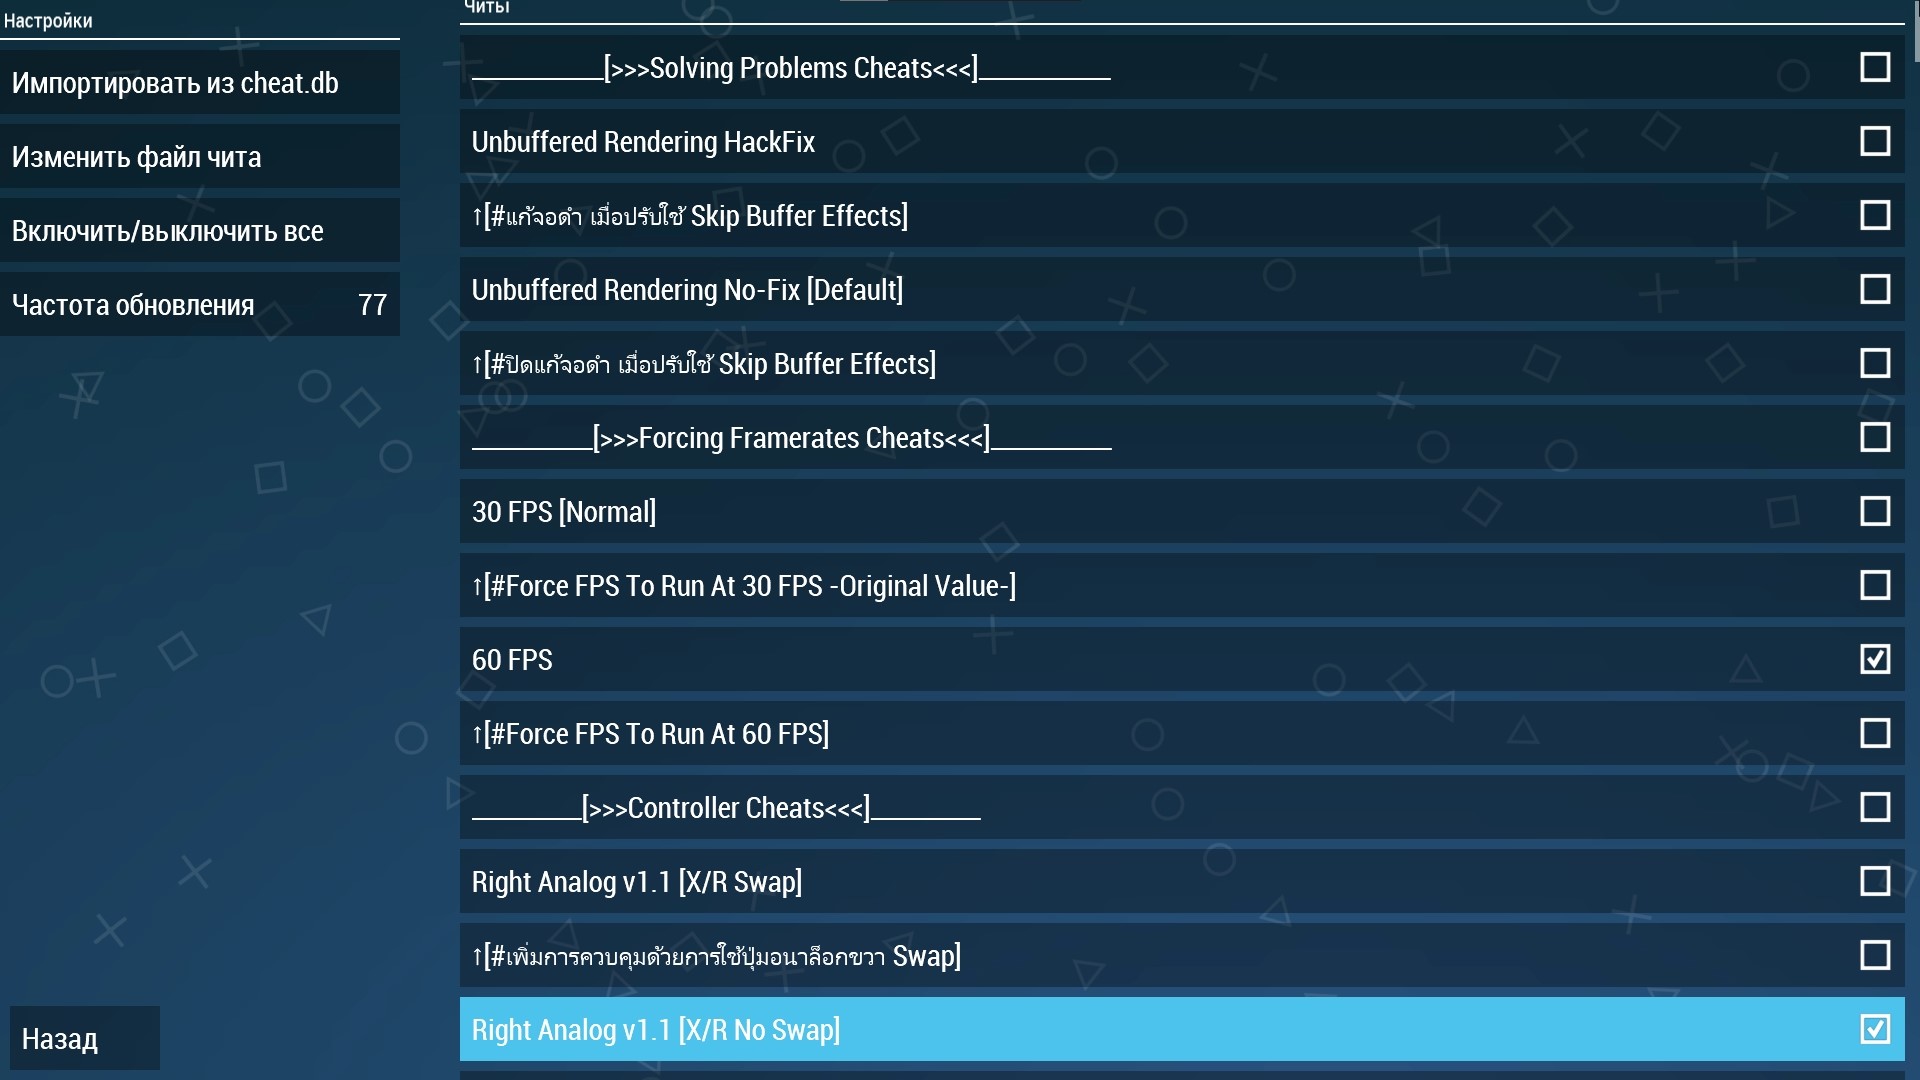 Настройки
Импортировать из cheat.db
Изменить файл чита
Включить/выключить все
Частота обновления 77
Назад
Читы
____________[>>>Solving Problems Cheats<<<]____________
Unbuffered Rendering HackFix
↑[#แก้จอดำ เมื่อปรับใช้ Skip Buffer Effects]
Unbuffered Rendering No-Fix [Default]
↑[#ปิดแก้จอดำ เมื่อปรับใช้ Skip Buffer Effects]
___________[>>>Forcing Framerates Cheats<<<]___________
30 FPS [Normal]
↑[#Force FPS To Run At 30 FPS -Original Value-]
60 FPS
↑[#Force FPS To Run At 60 FPS]
__________[>>>Controller Cheats<<<]__________
Right Analog v1.1 [X/R Swap]
↑[#เพิ่มการควบคุมด้วยการใช้ปุ่มอนาล็อกขวา Swap]
Right Analog v1.1 [X/R No Swap]